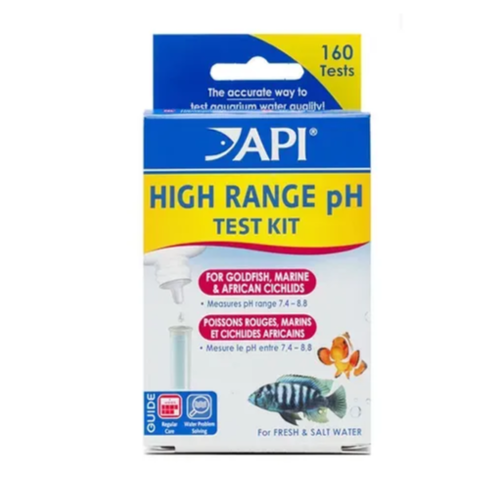 160
Tests
The accurate way to
test aquarium water quality!
API®
HIGH RANGE pH
TEST KIT
FOR GOLDFISH, MARINE
& AFRICAN CICHLIDS
• Measures pH range 7.4 – 8.8
POISSONS ROUGES, MARINS
ET CICHLIDES AFRICAINS
• Mesure le pH entre 7,4 – 8,8
GUIDE
Regular
Care
Water Problem
Solving
For FRESH & SALT WATER